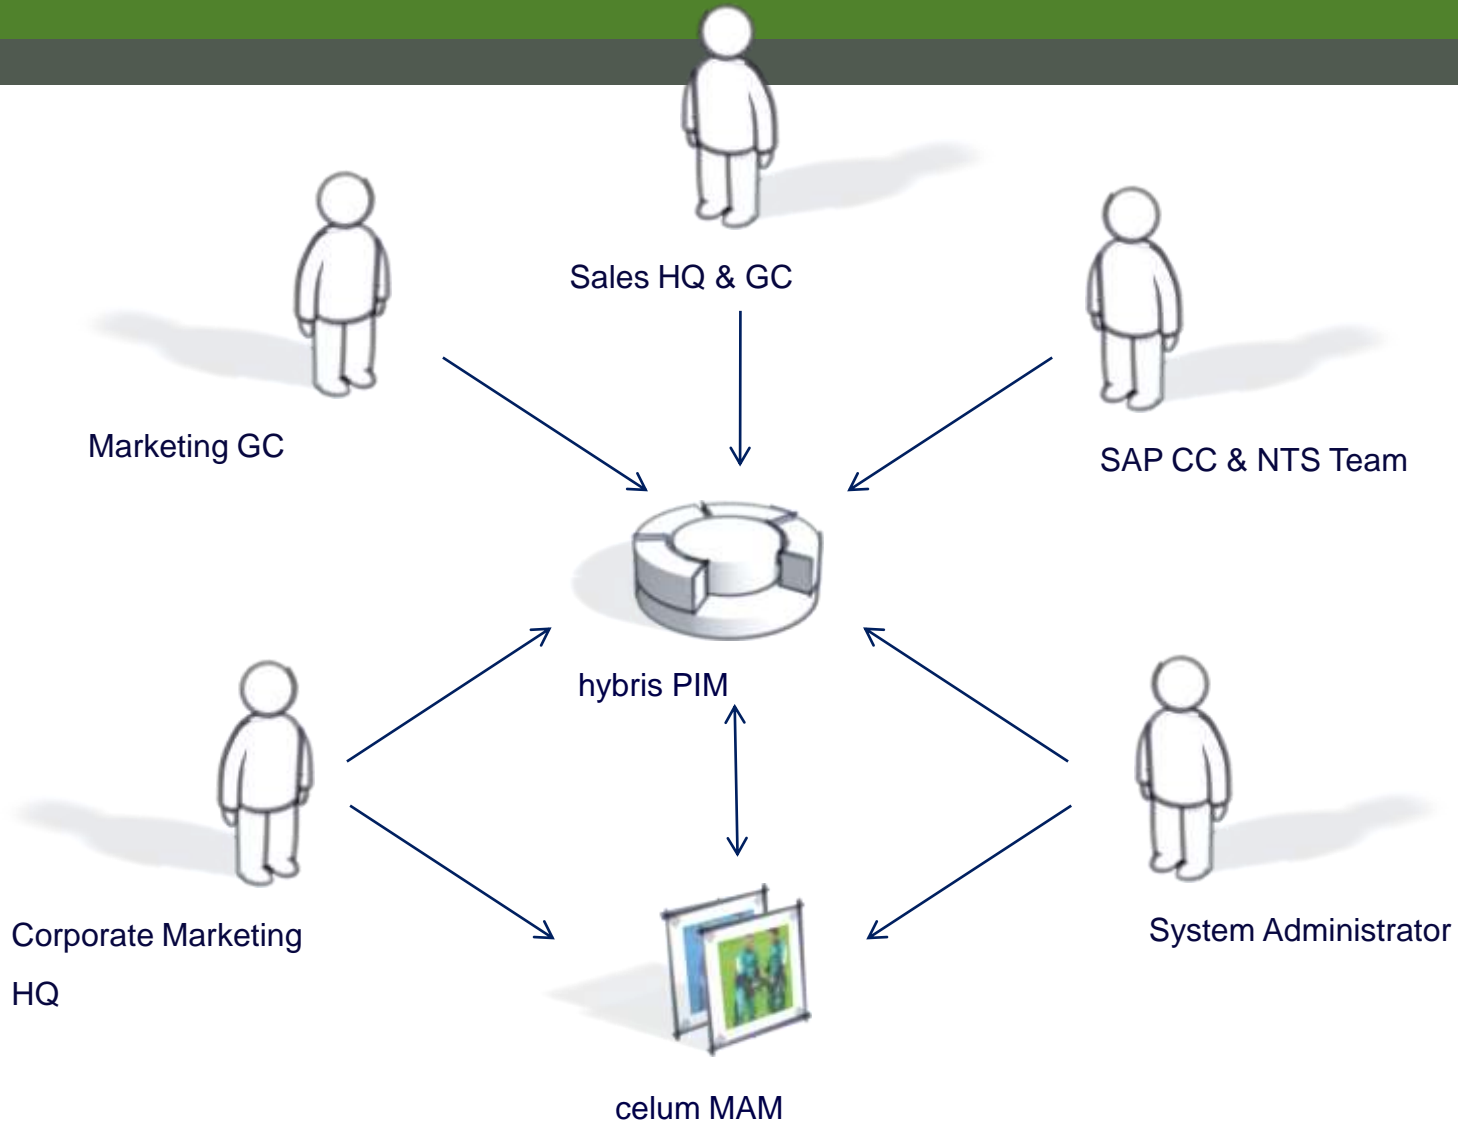 Sales HQ & GC
Marketing GC
SAP CC & NTS Team
hybris PIM
Corporate Marketing
HQ
System Administrator
celum MAM